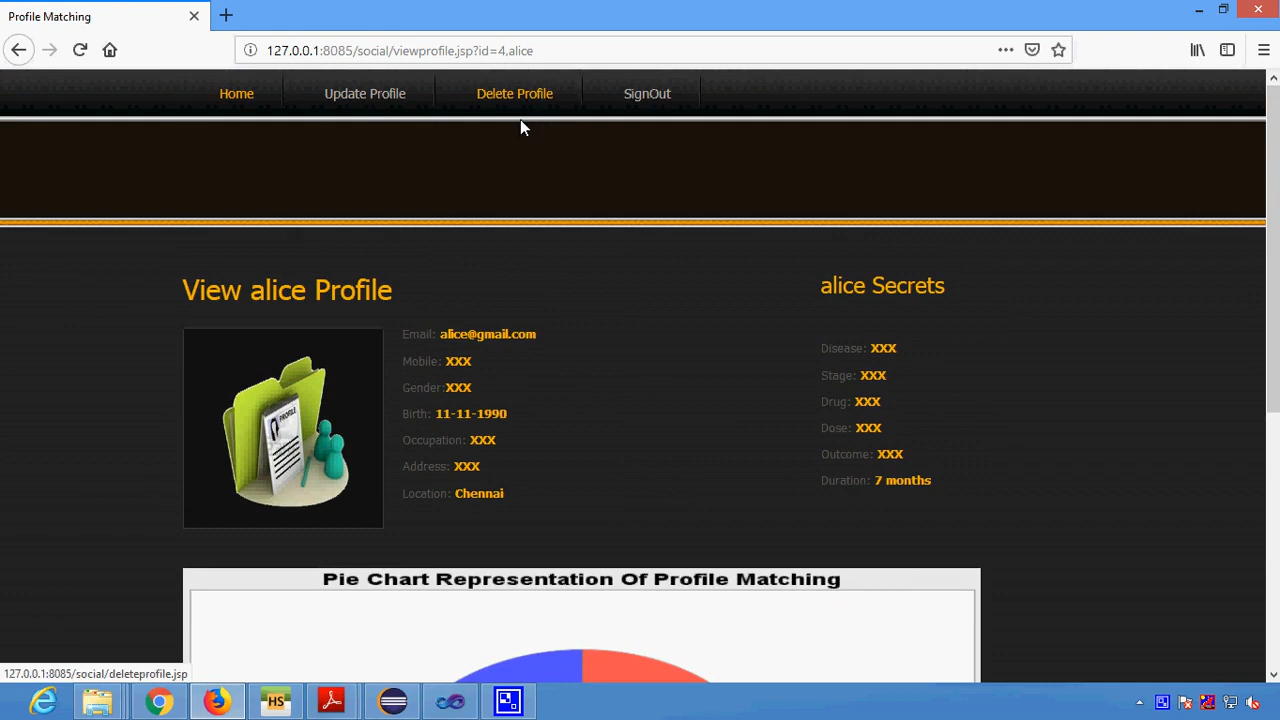 Profile Matching
127.0.0.1:8085/social/viewprofile.jsp?id=4,alice
Home
Update Profile
Delete Profile
SignOut
View alice Profile
Email: alice@gmail.com
Mobile: XXX
Gender:XXX
Birth: 11-11-1990
Occupation: XXX
Address: XXX
Location: Chennai
alice Secrets
Disease: XXX
Stage: XXX
Drug: XXX
Dose: XXX
Outcome: XXX
Duration: 7 months
PROFILE
Pie Chart Representation Of Profile Matching
127.0.0.1:8085/social/deleteprofile.jsp
HS